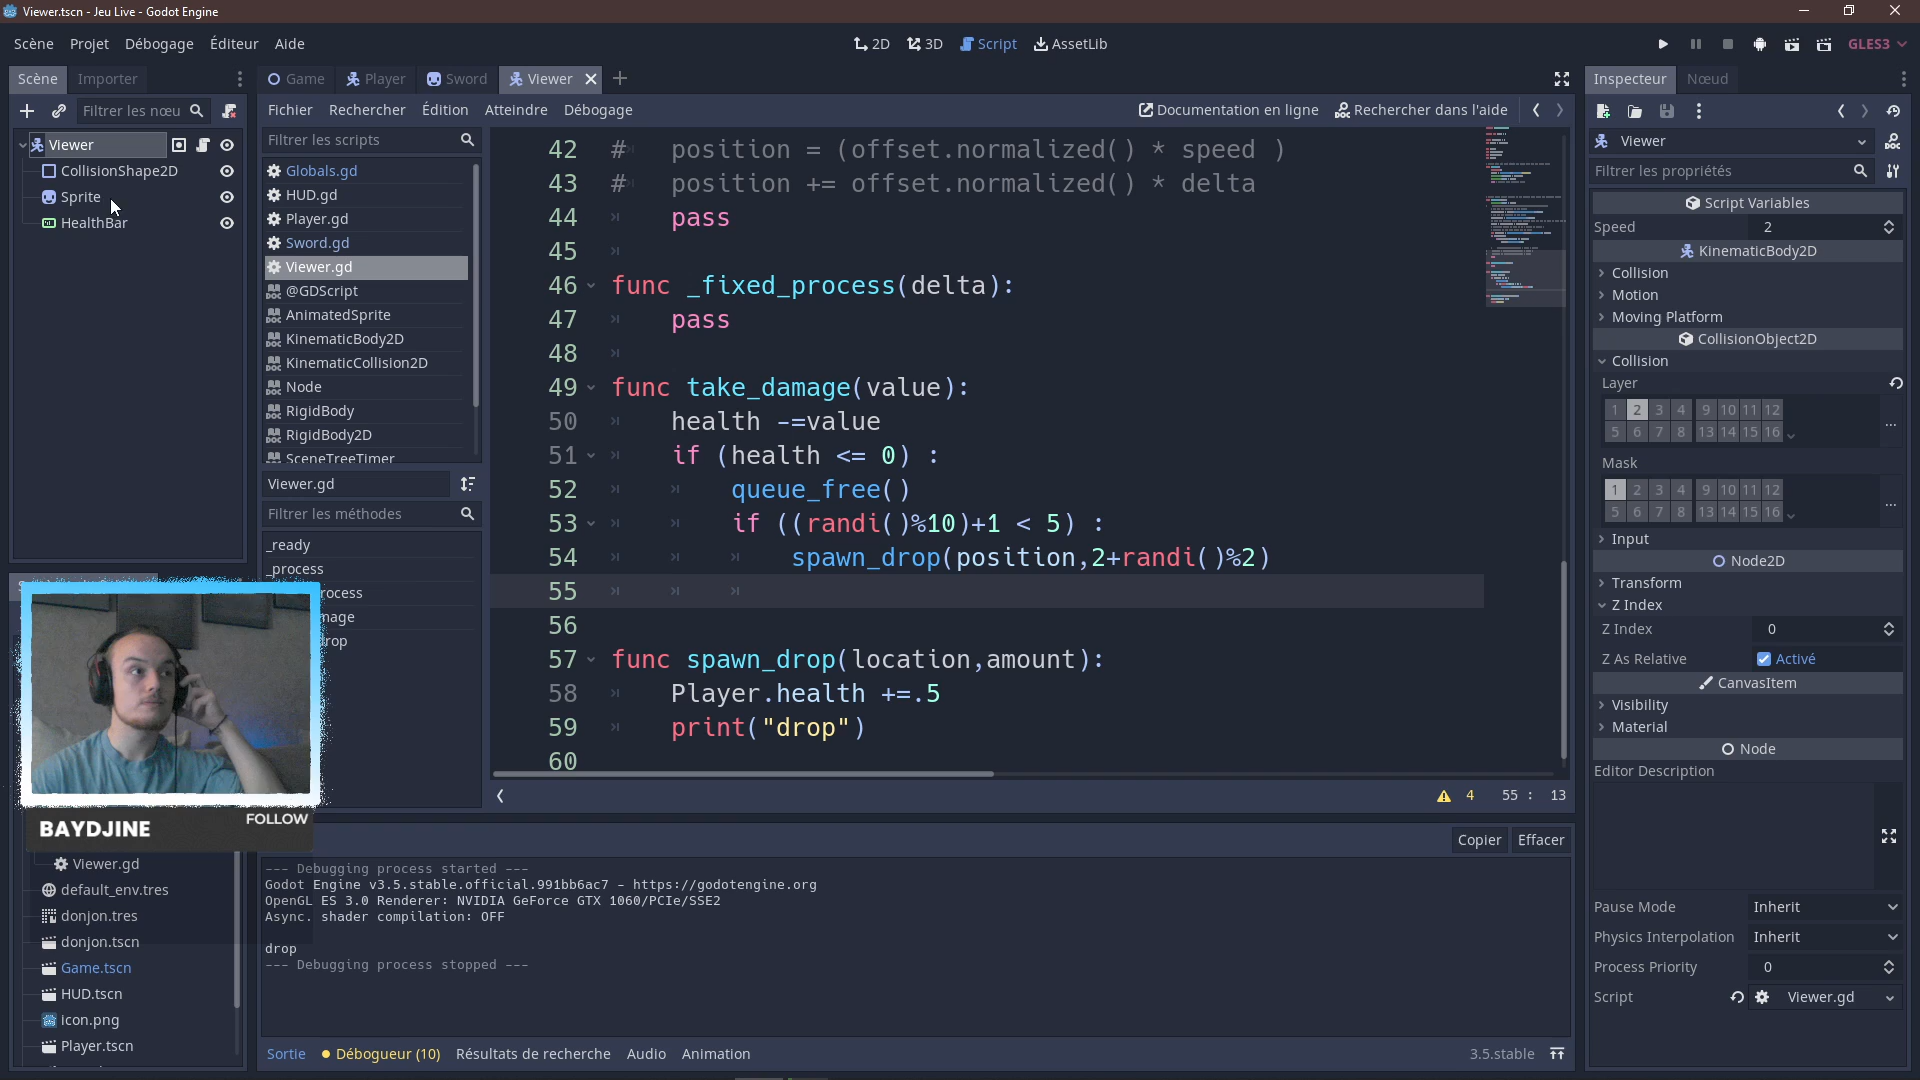 Viewer.tscn - Jeu Live - Godot Engine
Scène Projet Débogage Éditeur Aide
2D 3D Script AssetLib
GLES3
Scène Importer
Game Player Sword Viewer
Inspecteur Nœud
Filtrer les nœu
Fichier Rechercher Édition Atteindre Débogage
Documentation en ligne Rechercher dans l'aide
Viewer
CollisionShape2D
Sprite
HealthBar
Filtrer les scripts
Globals.gd
HUD.gd
Player.gd
Sword.gd
Viewer.gd
@GDScript
AnimatedSprite
KinematicBody2D
KinematicCollision2D
Node
RigidBody
RigidBody2D
SceneTreeTimer
Viewer.gd
Filtrer les méthodes
_ready
_process
rocess
mage
rop
42 # position = (offset.normalized() * speed )
43 # position += offset.normalized() * delta
44 pass
45
46 func _fixed_process(delta):
47 pass
48
49 func take_damage(value):
50 health -=value
51 if (health <= 0) :
52 queue_free()
53 if ((randi()%10)+1 < 5) :
54 spawn_drop(position,2+randi()%2)
55
56
57 func spawn_drop(location,amount):
58 Player.health +=.5
59 print("drop")
60
4 55 : 13
BAYDJINE
FOLLOW
Viewer.gd
default_env.tres
donjon.tres
donjon.tscn
Game.tscn
HUD.tscn
icon.png
Player.tscn
Copier Effacer
--- Debugging process started ---
Godot Engine v3.5.stable.official.991bb6ac7 - https://godotengine.org
OpenGL ES 3.0 Renderer: NVIDIA GeForce GTX 1060/PCIe/SSE2
Async. shader compilation: OFF
drop
--- Debugging process stopped ---
Sortie Débogueur (10) Résultats de recherche Audio Animation
3.5.stable
Viewer
Filtrer les propriétés
Script Variables
Speed 2
KinematicBody2D
Collision
Motion
Moving Platform
CollisionObject2D
Collision
Layer
1 2 3 4 9 10 11 12
5 6 7 8 13 14 15 16
Mask
1 2 3 4 9 10 11 12
5 6 7 8 13 14 15 16
Input
Node2D
Transform
Z Index
Z Index 0
Z As Relative Activé
CanvasItem
Visibility
Material
Node
Editor Description
Pause Mode Inherit
Physics Interpolation Inherit
Process Priority 0
Script Viewer.gd